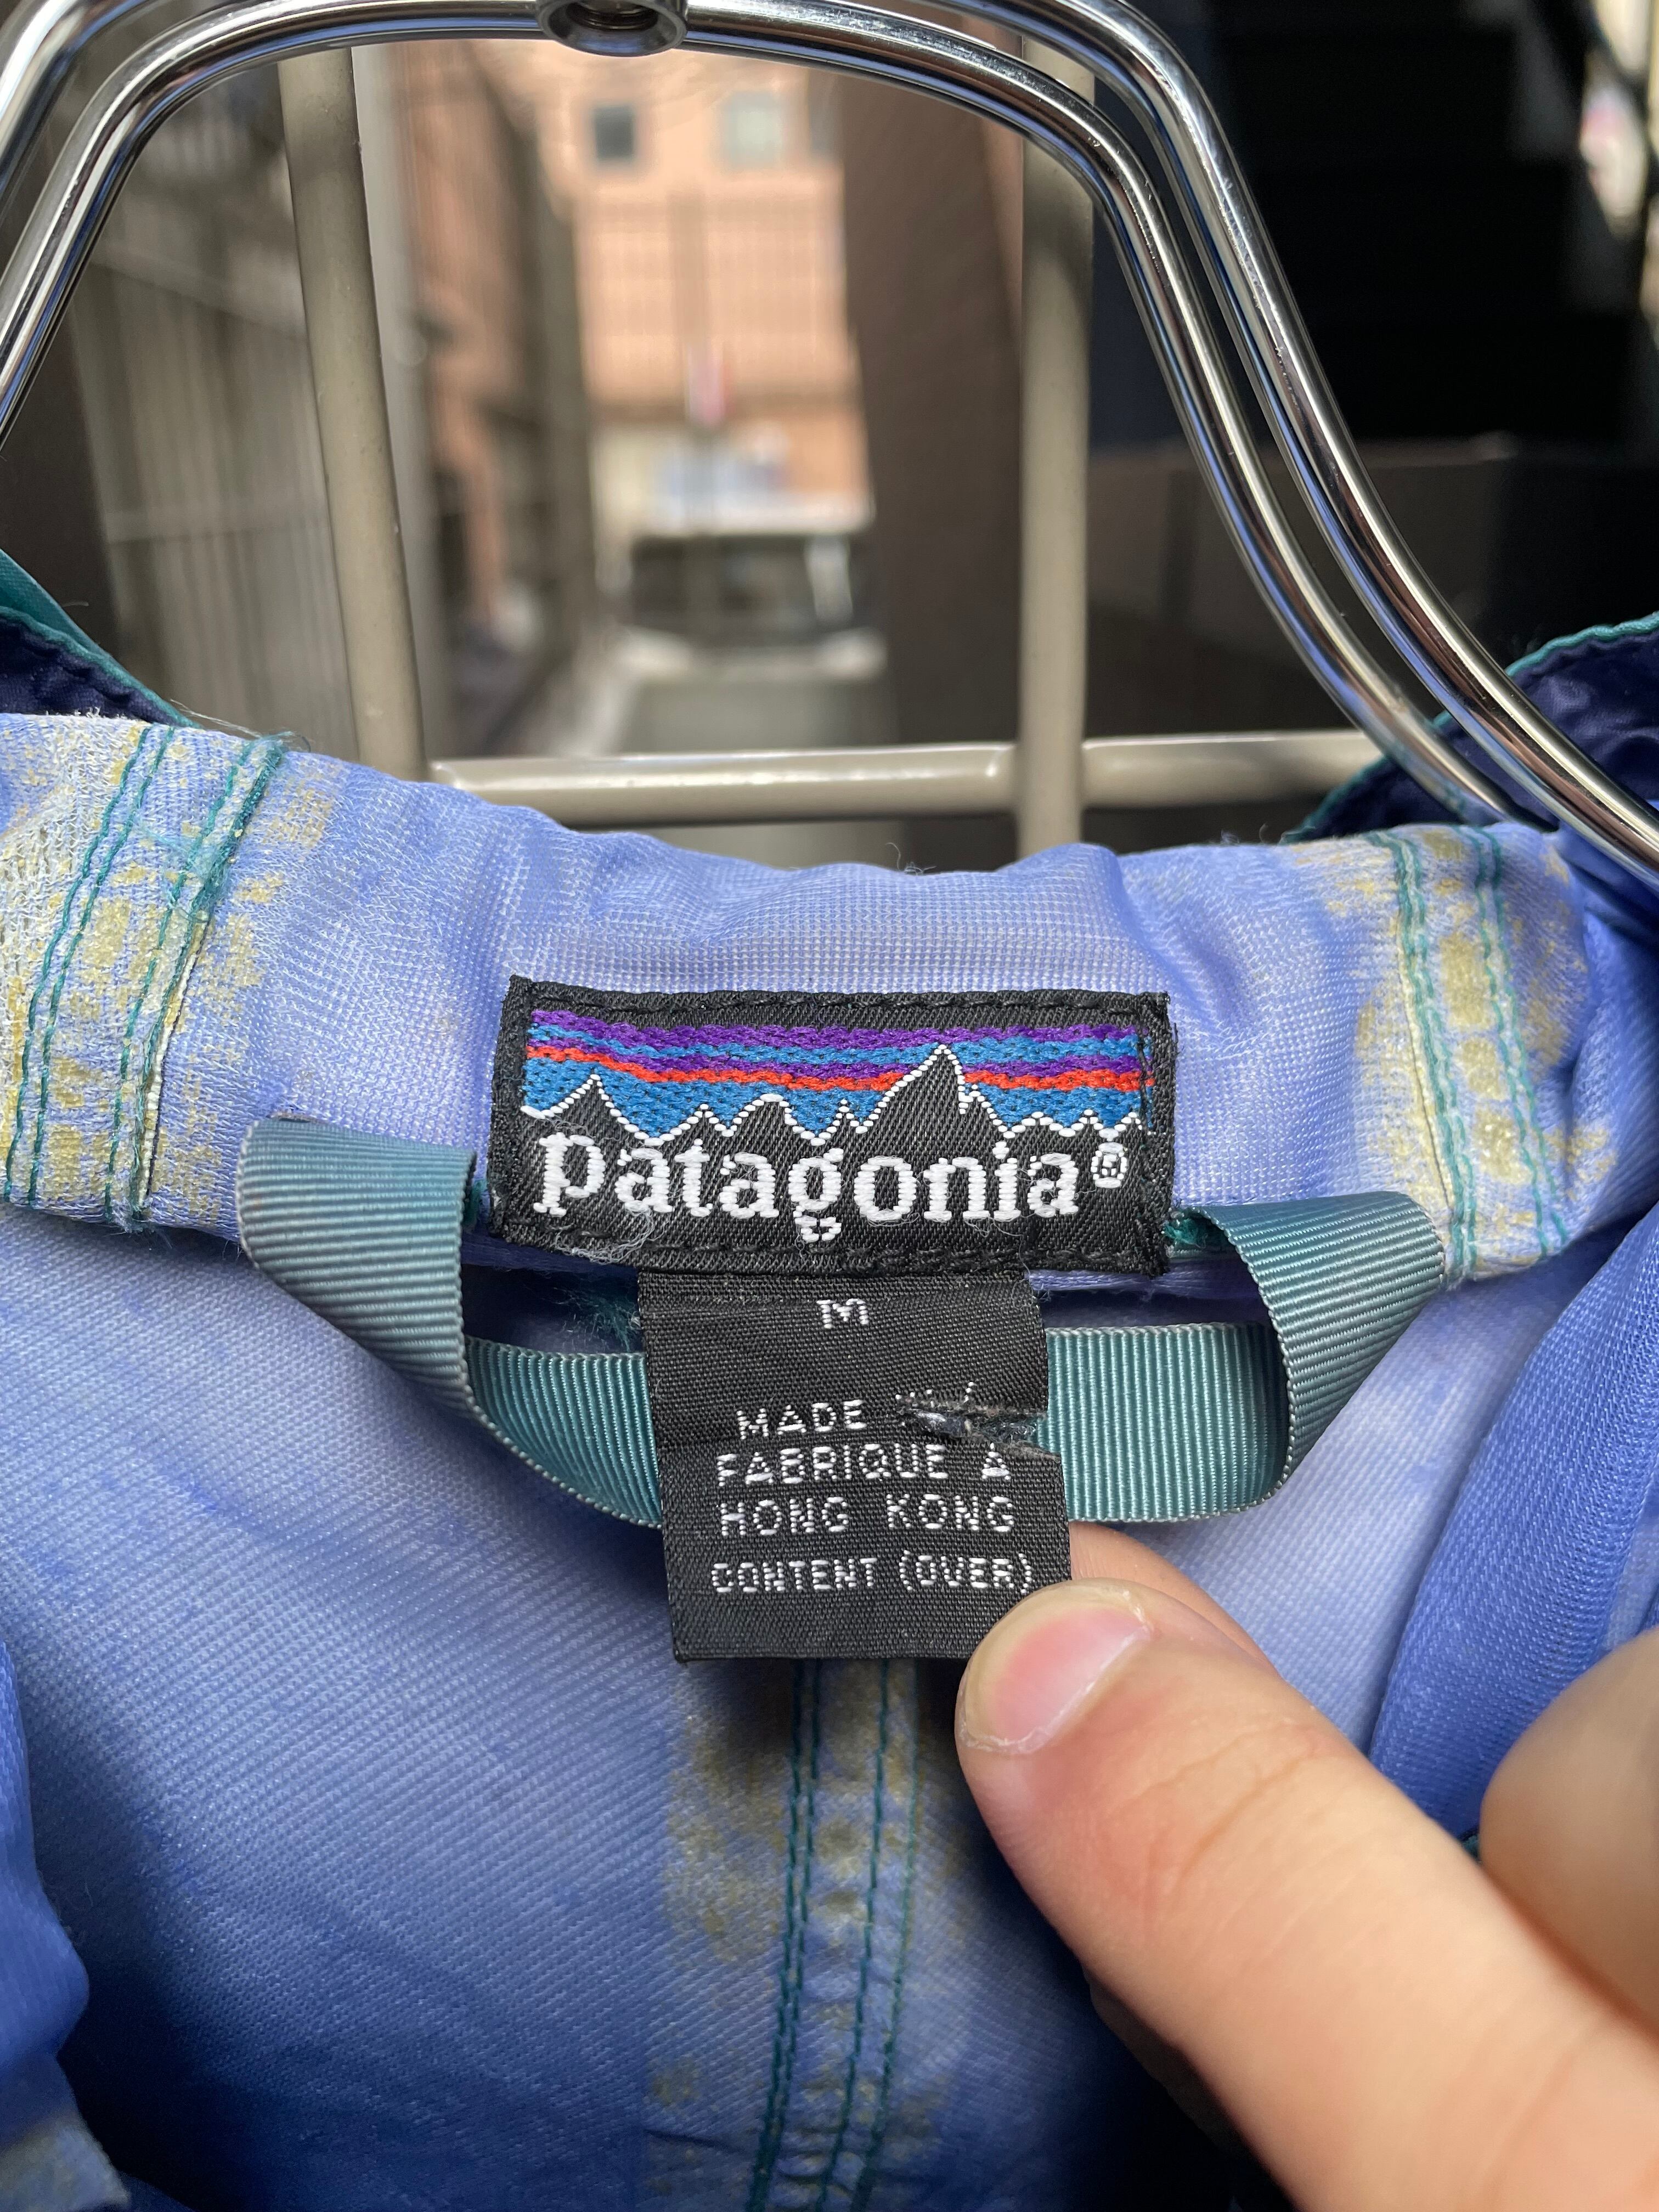 patagonia®
M
MADE
FABRIQUE À
HONG KONG
CONTENT (OVER)